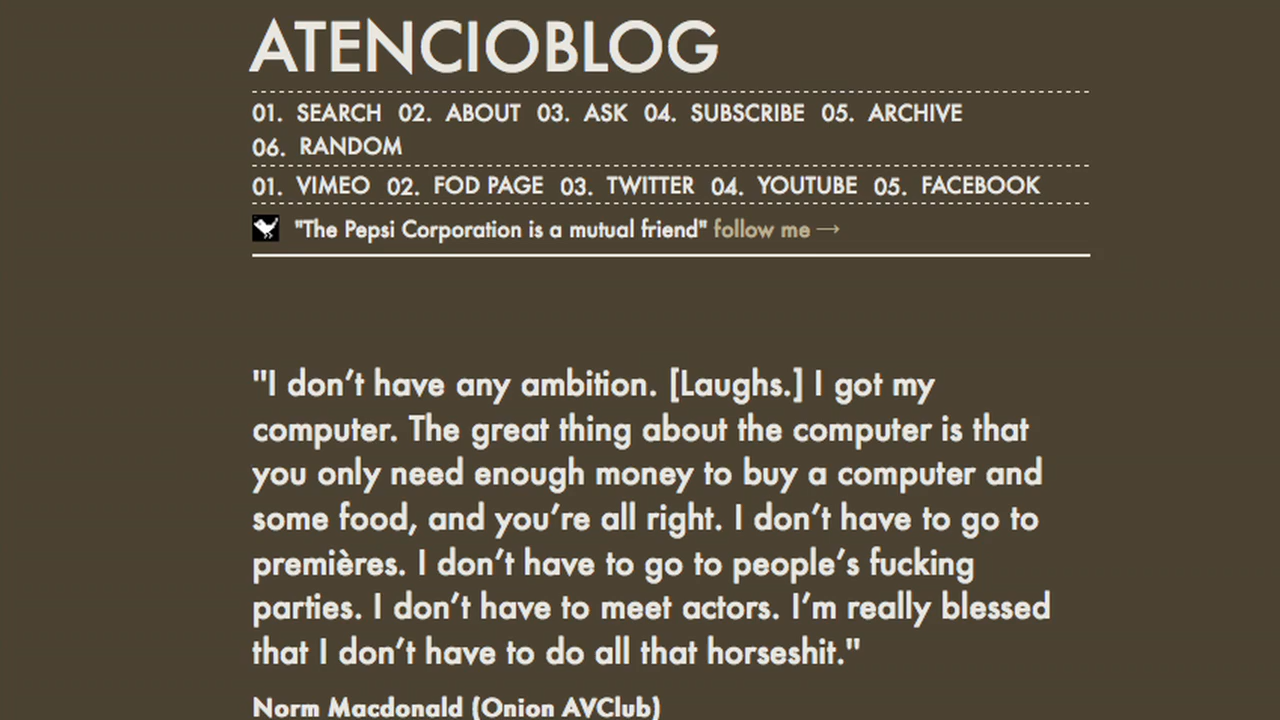 ATENCIOBLOG
01. SEARCH 02. ABOUT 03. ASK 04. SUBSCRIBE 05. ARCHIVE
06. RANDOM
01. VIMEO 02. FOD PAGE 03. TWITTER 04. YOUTUBE 05. FACEBOOK
"The Pepsi Corporation is a mutual friend" follow me →
"I don’t have any ambition. [Laughs.] I got my
computer. The great thing about the computer is that
you only need enough money to buy a computer and
some food, and you’re all right. I don’t have to go to
premières. I don’t have to go to people’s fucking
parties. I don’t have to meet actors. I’m really blessed
that I don’t have to do all that horseshit."
Norm Macdonald (Onion AVClub)